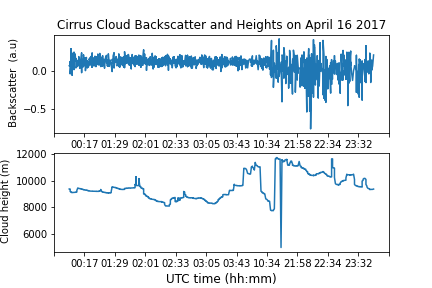 Cirrus Cloud Backscatter and Heights on April 16 2017
Backscatter (a.u)
0.0
−0.5
00:17 01:29 02:01 02:33 03:05 03:43 10:34 21:58 22:34 23:32
Cloud height (m)
12000
10000
8000
6000
00:17 01:29 02:01 02:33 03:05 03:43 10:34 21:58 22:34 23:32
UTC time (hh:mm)